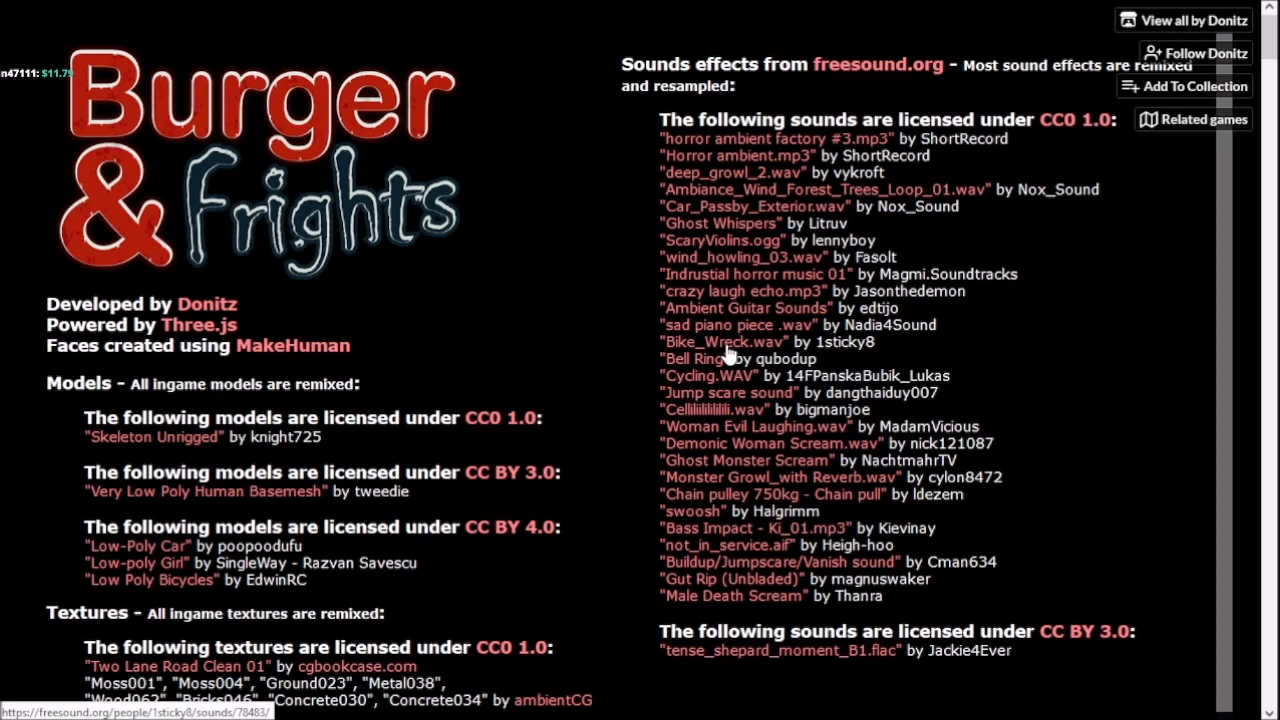 View all by Donitz
Follow Donitz
Add To Collection
Related games
n47111: $11.79
Burger
& Frights
Developed by Donitz
Powered by Three.js
Faces created using MakeHuman
Models - All ingame models are remixed:
The following models are licensed under CC0 1.0:
"Skeleton Unrigged" by knight725
The following models are licensed under CC BY 3.0:
"Very Low Poly Human Basemesh" by tweedie
The following models are licensed under CC BY 4.0:
"Low-Poly Car" by poopoodufu
"Low-poly Girl" by SingleWay - Razvan Savescu
"Low Poly Bicycles" by EdwinRC
Textures - All ingame textures are remixed:
The following textures are licensed under CC0 1.0:
"Two Lane Road Clean 01" by cgbookcase.com
"Moss001", "Moss004", "Ground023", "Metal038",
"Wood062", "Bricks046", "Concrete030", "Concrete034" by ambientCG
Sounds effects from freesound.org - Most sound effects are remixed
and resampled:
The following sounds are licensed under CC0 1.0:
"horror ambient factory #3.mp3" by ShortRecord
"Horror ambient.mp3" by ShortRecord
"deep_growl_2.wav" by vykroft
"Ambiance_Wind_Forest_Trees_Loop_01.wav" by Nox_Sound
"Car_Passby_Exterior.wav" by Nox_Sound
"Ghost Whispers" by Litruv
"ScaryViolins.ogg" by lennyboy
"wind_howling_03.wav" by Fasolt
"Indrustial horror music 01" by Magmi.Soundtracks
"crazy laugh echo.mp3" by Jasonthedemon
"Ambient Guitar Sounds" by edtijo
"sad piano piece .wav" by Nadia4Sound
"Bike_Wreck.wav" by 1sticky8
"Bell Ring" by qubodup
"Cycling.WAV" by 14FPanskaBubik_Lukas
"Jump scare sound" by dangthaiduy007
"Celliliililililili.wav" by bigmanjoe
"Woman Evil Laughing.wav" by MadamVicious
"Demonic Woman Scream.wav" by nick121087
"Ghost Monster Scream" by NachtmahrTV
"Monster Growl_with Reverb.wav" by cylon8472
"Chain pulley 750kg - Chain pull" by ldezem
"swoosh" by Halgrimm
"Bass Impact - Ki_01.mp3" by Kievinay
"not_in_service.aif" by Heigh-hoo
"Buildup/Jumpscare/Vanish sound" by Cman634
"Gut Rip (Unbladed)" by magnuswaker
"Male Death Scream" by Thanra
The following sounds are licensed under CC BY 3.0:
"tense_shepard_moment_B1.flac" by Jackie4Ever
https://freesound.org/people/1sticky8/sounds/78483/